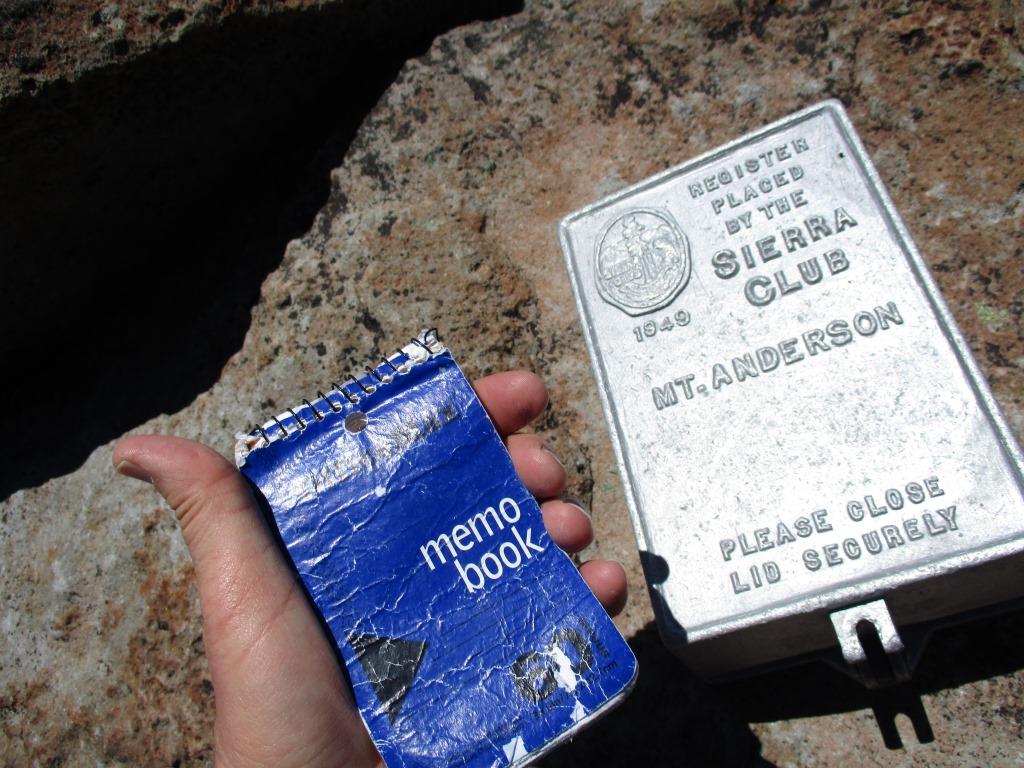 REGISTER
PLACED
BY THE
SIERRA
CLUB
1949
MT. ANDERSON
PLEASE CLOSE
LID SECURELY
memo
book